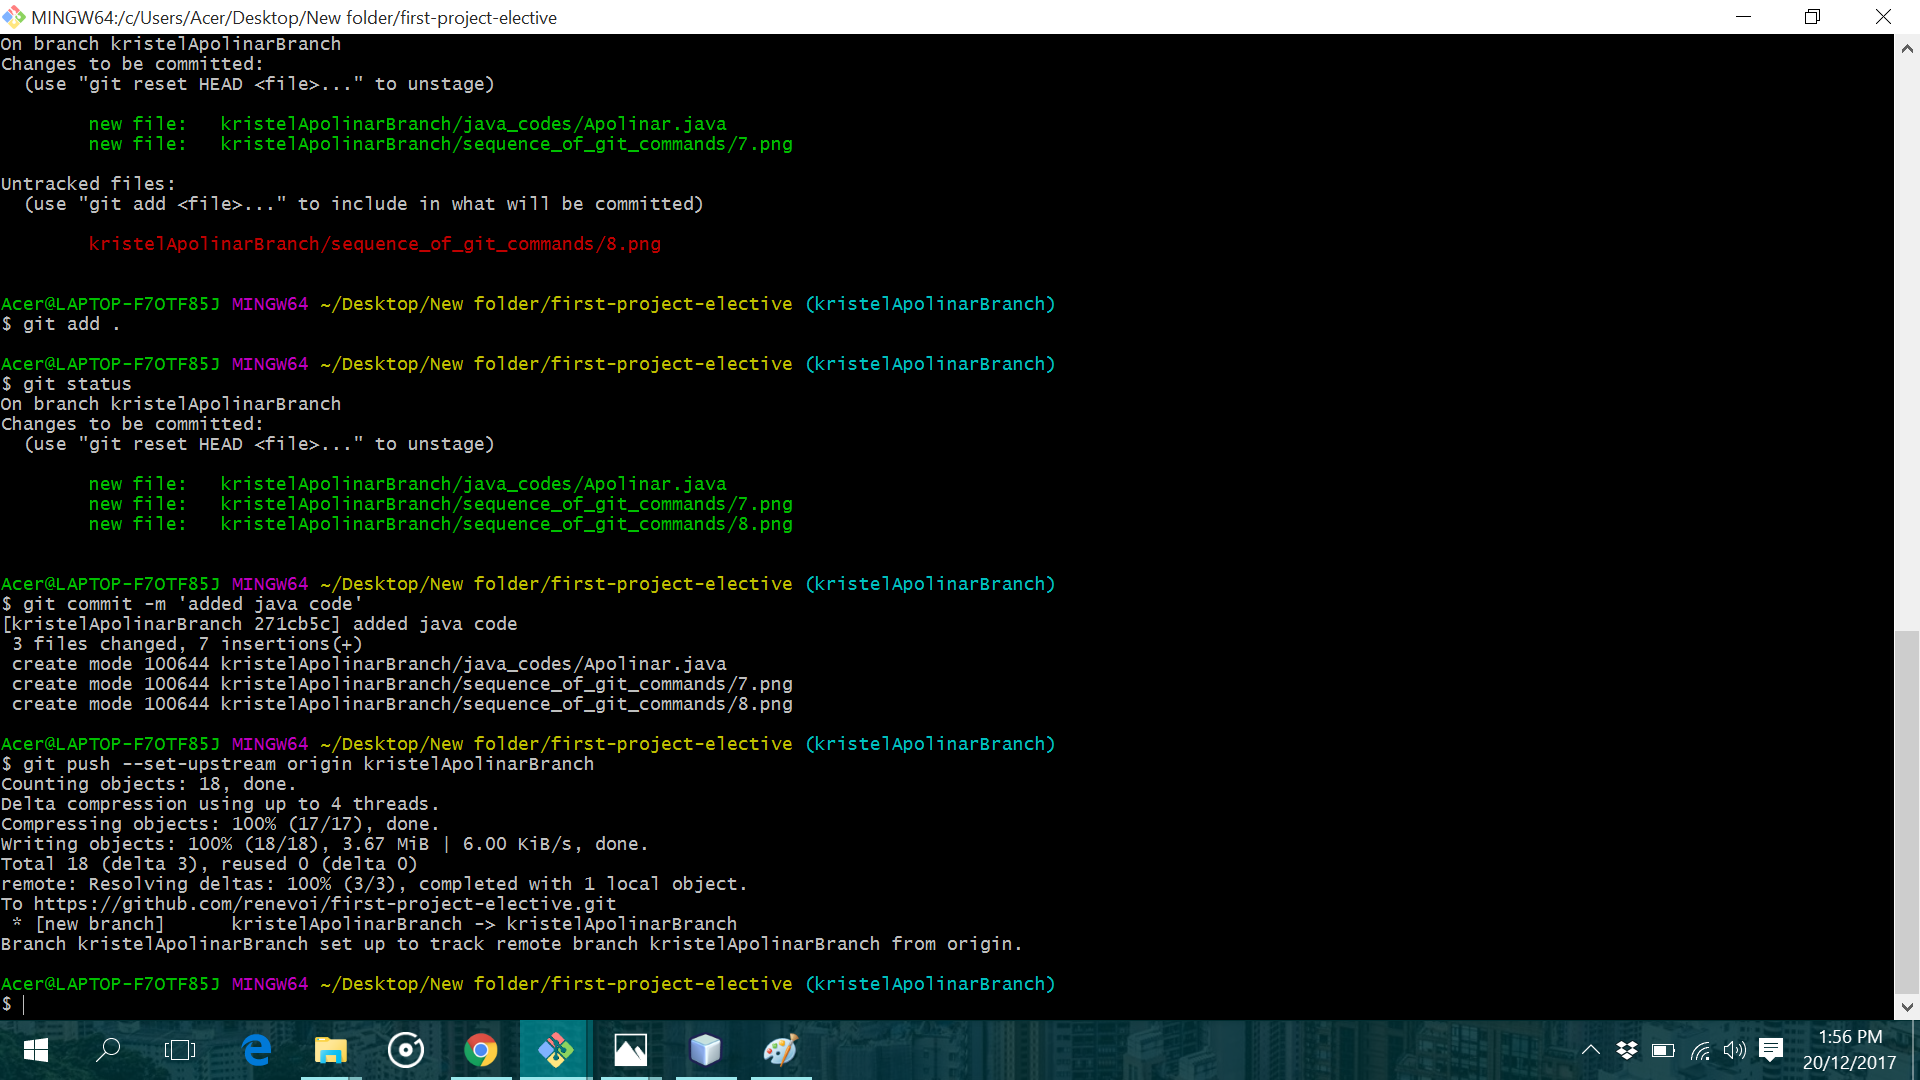 MINGW64:/c/Users/Acer/Desktop/New folder/first-project-elective
On branch kristelApolinarBranch
Changes to be committed:
  (use "git reset HEAD <file>..." to unstage)
        new file:   kristelApolinarBranch/java_codes/Apolinar.java
        new file:   kristelApolinarBranch/sequence_of_git_commands/7.png
Untracked files:
  (use "git add <file>..." to include in what will be committed)
        kristelApolinarBranch/sequence_of_git_commands/8.png
Acer@LAPTOP-F7OTF85J MINGW64 ~/Desktop/New folder/first-project-elective (kristelApolinarBranch)
$ git add .
Acer@LAPTOP-F7OTF85J MINGW64 ~/Desktop/New folder/first-project-elective (kristelApolinarBranch)
$ git status
On branch kristelApolinarBranch
Changes to be committed:
  (use "git reset HEAD <file>..." to unstage)
        new file:   kristelApolinarBranch/java_codes/Apolinar.java
        new file:   kristelApolinarBranch/sequence_of_git_commands/7.png
        new file:   kristelApolinarBranch/sequence_of_git_commands/8.png
Acer@LAPTOP-F7OTF85J MINGW64 ~/Desktop/New folder/first-project-elective (kristelApolinarBranch)
$ git commit -m 'added java code'
[kristelApolinarBranch 271cb5c] added java code
 3 files changed, 7 insertions(+)
 create mode 100644 kristelApolinarBranch/java_codes/Apolinar.java
 create mode 100644 kristelApolinarBranch/sequence_of_git_commands/7.png
 create mode 100644 kristelApolinarBranch/sequence_of_git_commands/8.png
Acer@LAPTOP-F7OTF85J MINGW64 ~/Desktop/New folder/first-project-elective (kristelApolinarBranch)
$ git push --set-upstream origin kristelApolinarBranch
Counting objects: 18, done.
Delta compression using up to 4 threads.
Compressing objects: 100% (17/17), done.
Writing objects: 100% (18/18), 3.67 MiB | 6.00 KiB/s, done.
Total 18 (delta 3), reused 0 (delta 0)
remote: Resolving deltas: 100% (3/3), completed with 1 local object.
To https://github.com/renevoi/first-project-elective.git
 * [new branch]      kristelApolinarBranch -> kristelApolinarBranch
Branch kristelApolinarBranch set up to track remote branch kristelApolinarBranch from origin.
Acer@LAPTOP-F7OTF85J MINGW64 ~/Desktop/New folder/first-project-elective (kristelApolinarBranch)
$
1:56 PM
20/12/2017